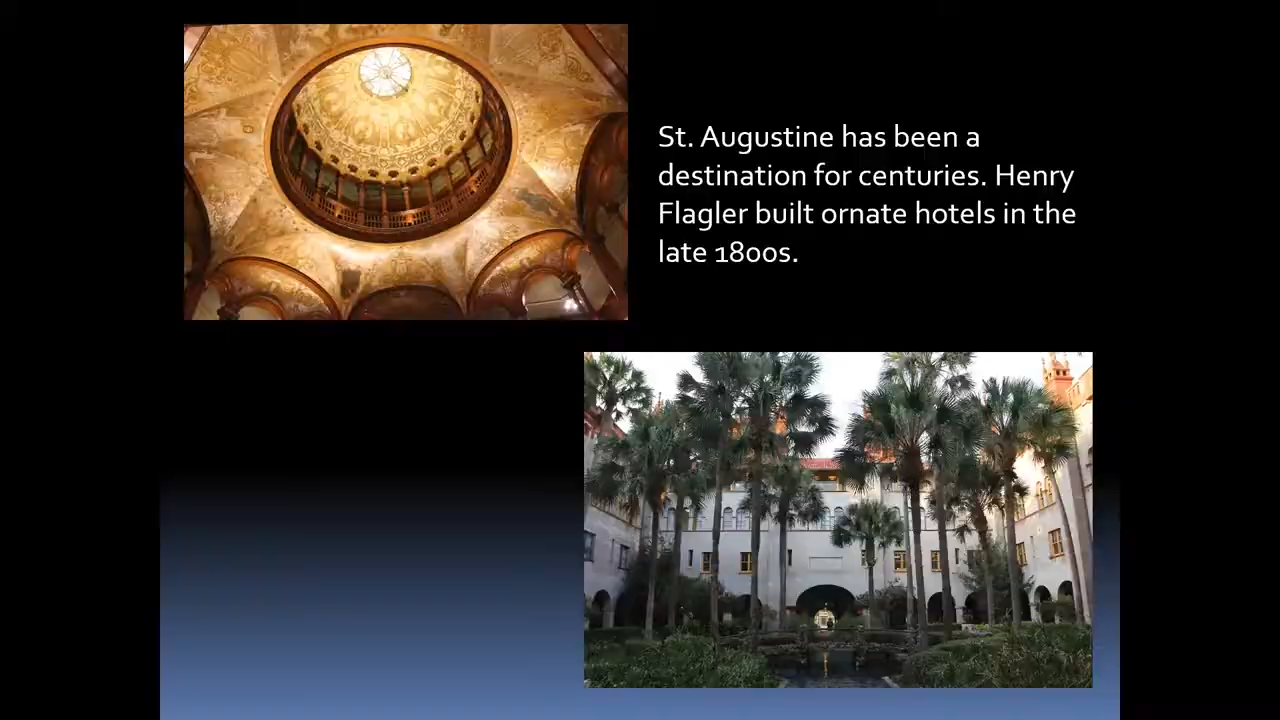 St. Augustine has been a
destination for centuries. Henry
Flagler built ornate hotels in the
late 1800s.